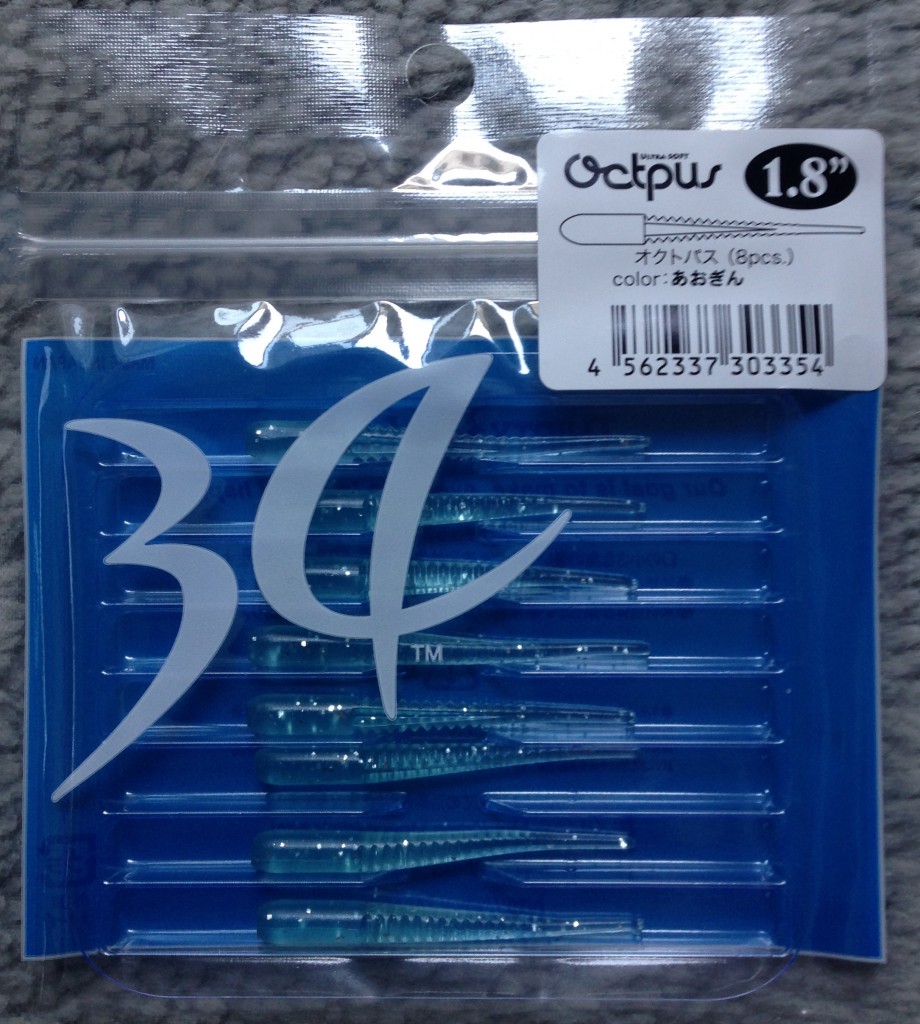 ULTRA SOFT
Octpus 1.8"
オクトパス (8pcs.)
color:あおぎん
4 562337 303354
34
TM